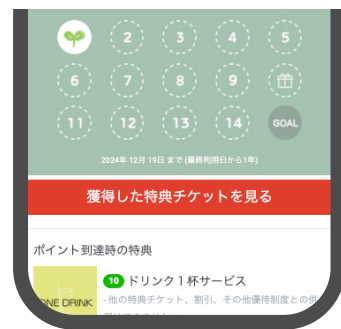 2 3 4 5
6 7 8 9
11 12 13 14 GOAL
2024年 12月 19日 まで (最終利用日から1年)
獲得した特典チケットを見る
ポイント到達時の特典
10 ドリンク1杯サービス
ONE DRINK
・他の特典チケット、割引、その他優待制度との併